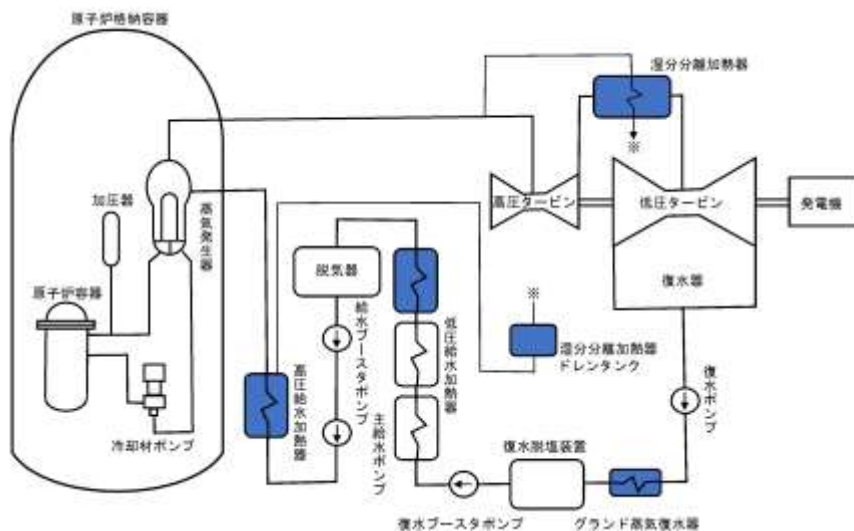 原子炉格納容器
湿分分離加熱器
※
加圧器
蒸気発生器
高圧タービン
低圧タービン
発電機
脱気器
復水器
原子炉容器
※
給水ブースタポンプ
低圧給水加熱器
湿分分離加熱器
ドレンタンク
復水ポンプ
高圧給水加熱器
主給水ポンプ
冷却材ポンプ
復水脱塩装置
復水ブースタポンプ
グランド蒸気復水器